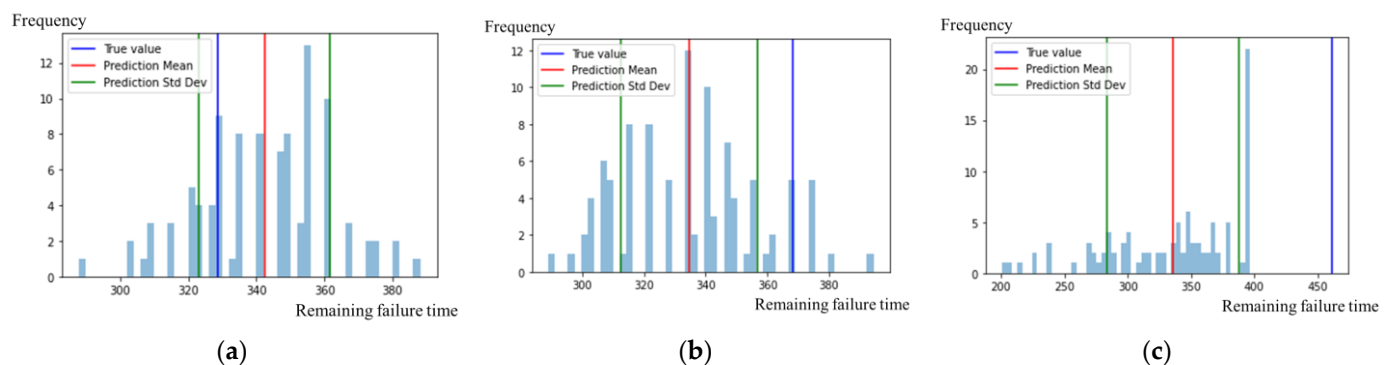 Frequency
True value
Prediction Mean
Prediction Std Dev
12
10
8
6
4
2
0
300
320
340
360
380
Remaining failure time
(a)
Frequency
True value
Prediction Mean
Prediction Std Dev
12
10
8
6
4
2
0
300
320
340
360
380
Remaining failure time
(b)
Frequency
True value
Prediction Mean
Prediction Std Dev
20
15
10
5
0
200
250
300
350
400
450
Remaining failure time
(c)